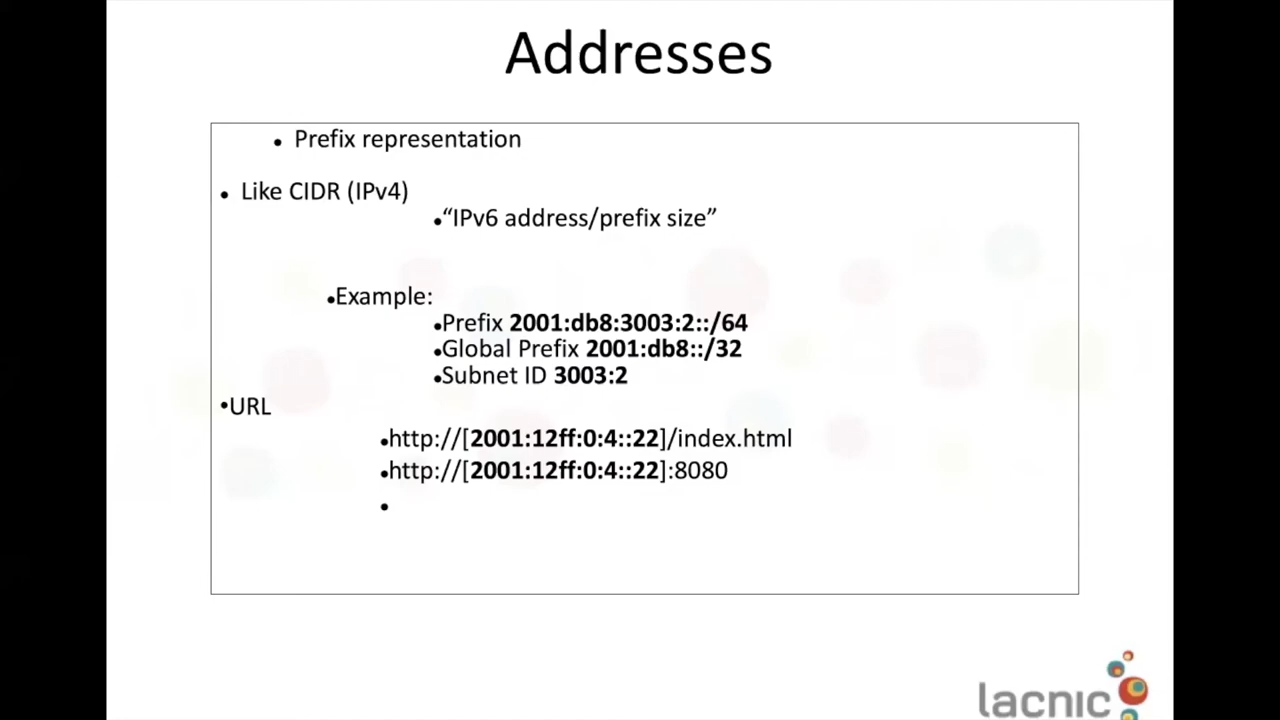 Addresses
• Prefix representation
• Like CIDR (IPv4)
•“IPv6 address/prefix size”
•Example:
•Prefix 2001:db8:3003:2::/64
•Global Prefix 2001:db8::/32
•Subnet ID 3003:2
•URL
•http://[2001:12ff:0:4::22]/index.html
•http://[2001:12ff:0:4::22]:8080
•
lacnic